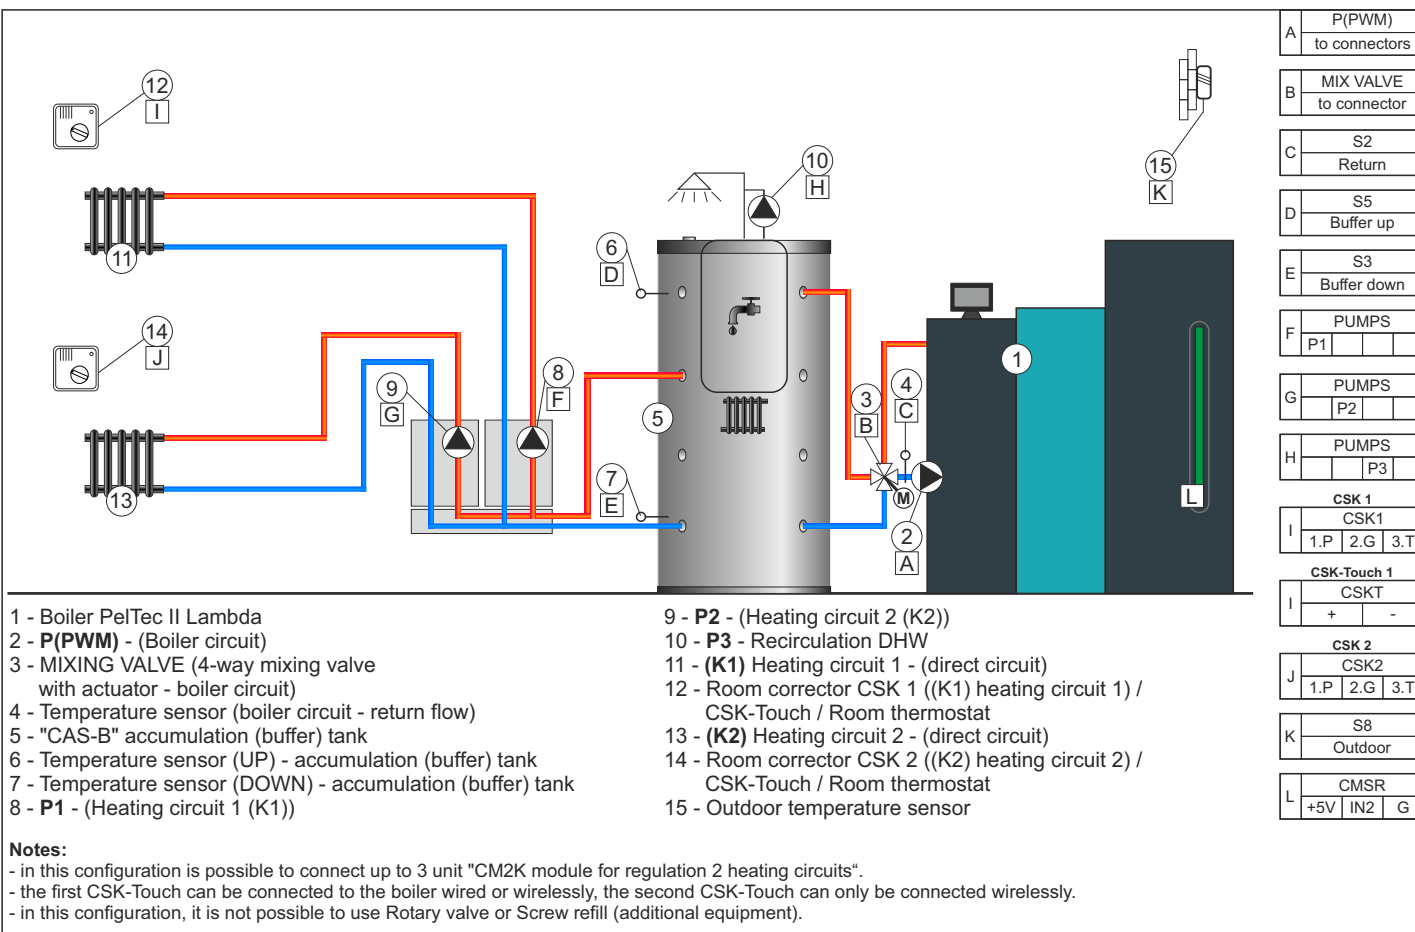 12
I
11
14
J
13
9
G
8
F
6
D
7
E
5
10
H
3
B
4
C
M
2
A
1
15
K
L
A
P(PWM)
to connectors
B
MIX VALVE
to connector
C
S2
Return
D
S5
Buffer up
E
S3
Buffer down
F
PUMPS
P1
G
PUMPS
P2
H
PUMPS
P3
CSK 1
I
CSK1
1.P 2.G 3.T
CSK-Touch 1
I
CSKT
+ -
CSK 2
J
CSK2
1.P 2.G 3.T
K
S8
Outdoor
L
CMSR
+5V IN2 G
1 - Boiler PelTec II Lambda
2 - P(PWM) - (Boiler circuit)
3 - MIXING VALVE (4-way mixing valve
with actuator - boiler circuit)
4 - Temperature sensor (boiler circuit - return flow)
5 - "CAS-B" accumulation (buffer) tank
6 - Temperature sensor (UP) - accumulation (buffer) tank
7 - Temperature sensor (DOWN) - accumulation (buffer) tank
8 - P1 - (Heating circuit 1 (K1))
9 - P2 - (Heating circuit 2 (K2))
10 - P3 - Recirculation DHW
11 - (K1) Heating circuit 1 - (direct circuit)
12 - Room corrector CSK 1 ((K1) heating circuit 1) /
CSK-Touch / Room thermostat
13 - (K2) Heating circuit 2 - (direct circuit)
14 - Room corrector CSK 2 ((K2) heating circuit 2) /
CSK-Touch / Room thermostat
15 - Outdoor temperature sensor
Notes:
- in this configuration is possible to connect up to 3 unit "CM2K module for regulation 2 heating circuits“.
- the first CSK-Touch can be connected to the boiler wired or wirelessly, the second CSK-Touch can only be connected wirelessly.
- in this configuration, it is not possible to use Rotary valve or Screw refill (additional equipment).